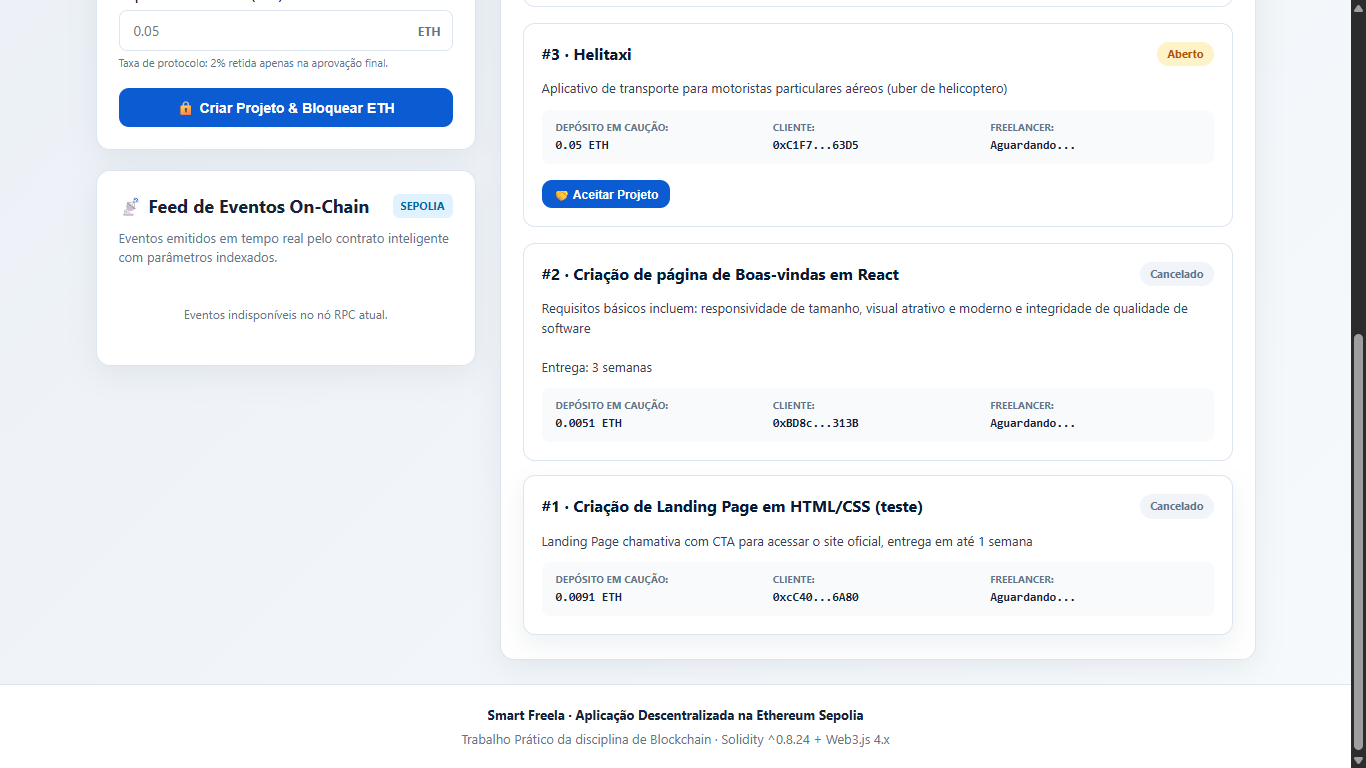 0.05
ETH
Taxa de protocolo: 2% retida apenas na aprovação final.
Criar Projeto & Bloquear ETH
Feed de Eventos On-Chain
SEPOLIA
Eventos emitidos em tempo real pelo contrato inteligente
com parâmetros indexados.
Eventos indisponíveis no nó RPC atual.
#3 · Helitaxi
Aberto
Aplicativo de transporte para motoristas particulares aéreos (uber de helicoptero)
DEPÓSITO EM CAUÇÃO:
0.05 ETH
CLIENTE:
0xC1F7...63D5
FREELANCER:
Aguardando...
Aceitar Projeto
#2 · Criação de página de Boas-vindas em React
Cancelado
Requisitos básicos incluem: responsividade de tamanho, visual atrativo e moderno e integridade de qualidade de
software
Entrega: 3 semanas
DEPÓSITO EM CAUÇÃO:
0.0051 ETH
CLIENTE:
0xBD8c...313B
FREELANCER:
Aguardando...
#1 · Criação de Landing Page em HTML/CSS (teste)
Cancelado
Landing Page chamativa com CTA para acessar o site oficial, entrega em até 1 semana
DEPÓSITO EM CAUÇÃO:
0.0091 ETH
CLIENTE:
0xcC40...6A80
FREELANCER:
Aguardando...
Smart Freela · Aplicação Descentralizada na Ethereum Sepolia
Trabalho Prático da disciplina de Blockchain · Solidity ^0.8.24 + Web3.js 4.x